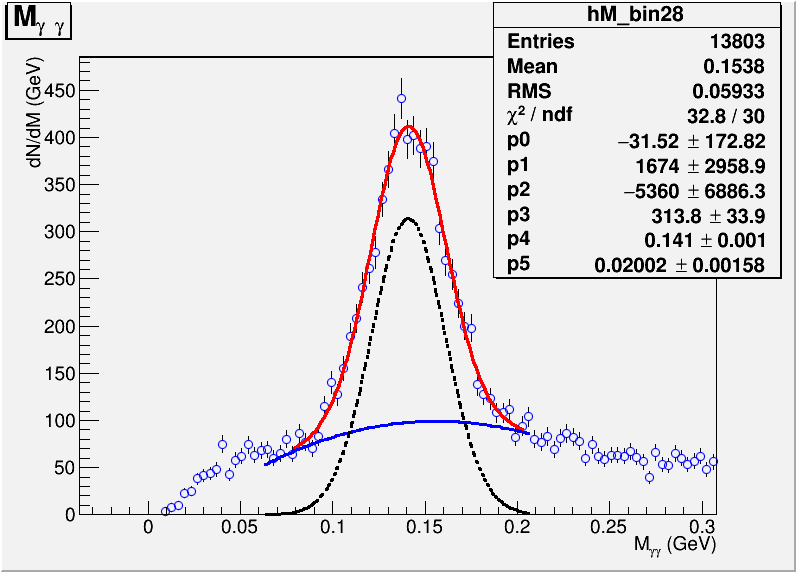 M γ γ
hM_bin28
Entries 13803
Mean 0.1538
RMS 0.05933
χ² / ndf 32.8 / 30
p0 −31.52 ± 172.82
p1 1674 ± 2958.9
p2 −5360 ± 6886.3
p3 313.8 ± 33.9
p4 0.141 ± 0.001
p5 0.02002 ± 0.00158
dN/dM (GeV)
450
400
350
300
250
200
150
100
50
0
0 0.05 0.1 0.15 0.2 0.25 0.3
Mγγ (GeV)